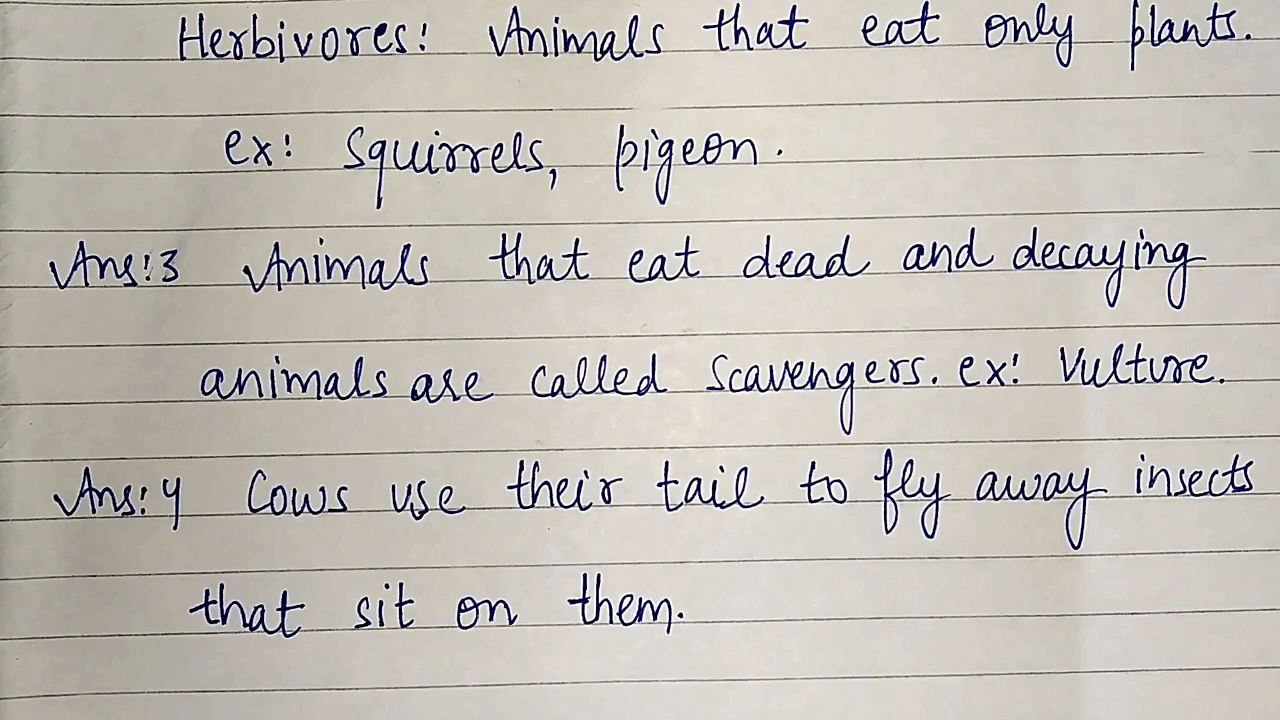 Herbivores: Animals that eat only plants.
ex: Squirrels, pigeon.
Ans:3 Animals that eat dead and decaying
animals are called Scavengers. ex: Vulture.
Ans:4 Cows use their tail to fly away insects
that sit on them.